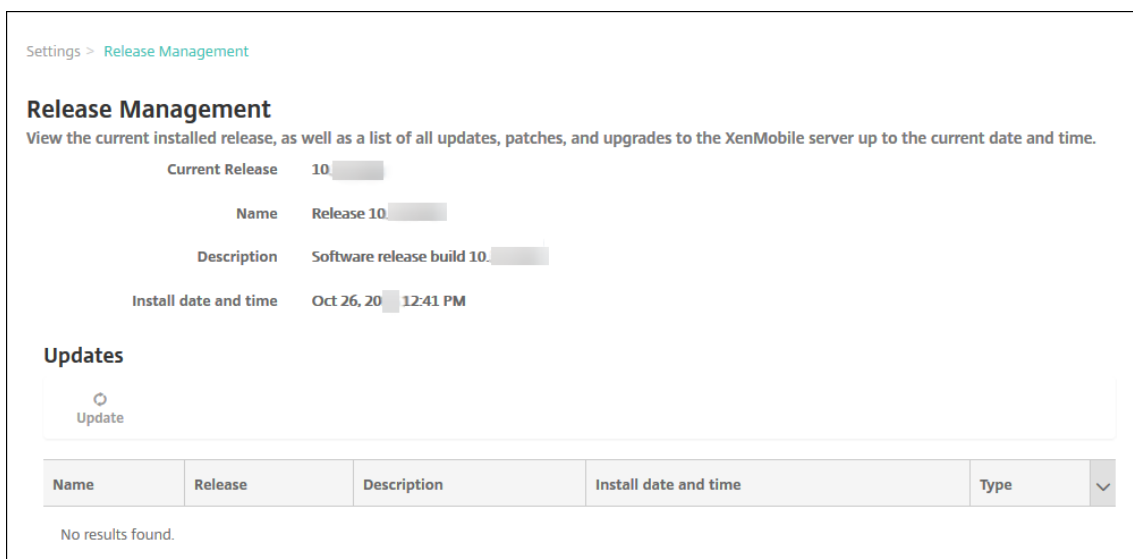 Settings > Release Management
Release Management
View the current installed release, as well as a list of all updates, patches, and upgrades to the XenMobile server up to the current date and time.
Current Release 10.
Name Release 10.
Description Software release build 10.
Install date and time Oct 26, 20 12:41 PM
Updates
Update
Name Release Description Install date and time Type
No results found.